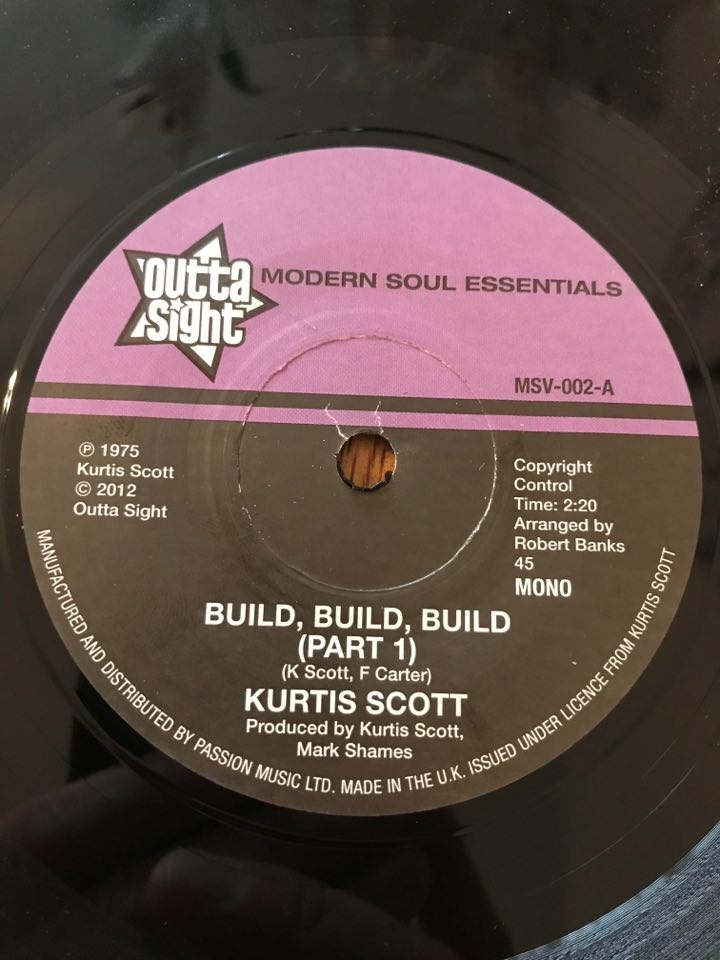 outta
sight
MODERN SOUL ESSENTIALS
MSV-002-A
℗ 1975
Kurtis Scott
© 2012
Outta Sight
Copyright
Control
Time: 2:20
Arranged by
Robert Banks
45
MONO
BUILD, BUILD, BUILD
(PART 1)
(K Scott, F Carter)
KURTIS SCOTT
Produced by Kurtis Scott,
Mark Shames
MANUFACTURED AND DISTRIBUTED BY PASSION MUSIC LTD. MADE IN THE U.K. ISSUED UNDER LICENCE FROM KURTIS SCOTT